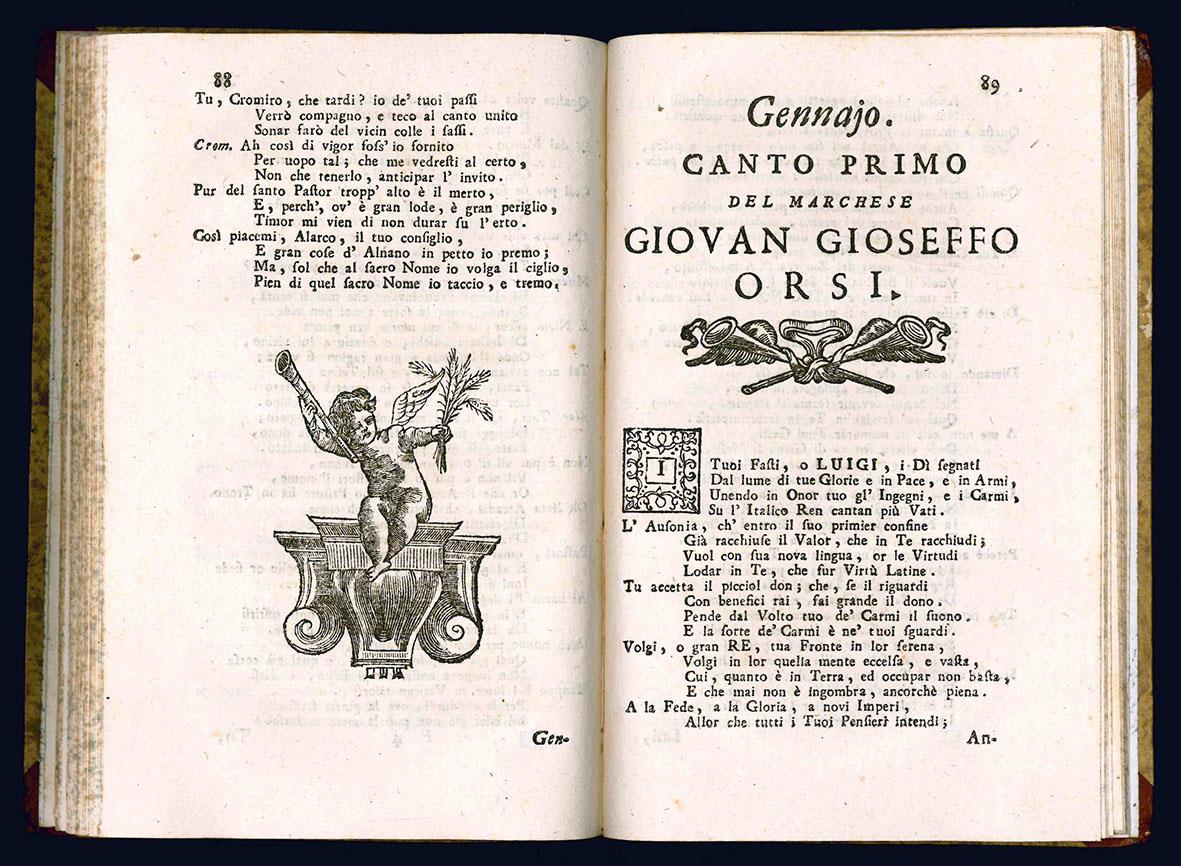 88
Tu, Cromiro, che tardi? io de' tuoi passi
Verrò compagno, e teco al canto unito
Sonar farò del vicin colle i sassi.
Crom. Ah così di vigor foss' io fornito
Per uopo tal; che me vedresti al certo,
Non che tenerlo, anticipar l' invito.
Pur del santo Pastor tropp' alto è il merto,
E, perch', ov' è gran lode, è gran periglio,
Timor mi vien di non durar su l' erto.
Così piacemi, Alarco, il tuo consiglio,
E gran cose d' Alnano in petto io premo;
Ma, sol che al sacro Nome io volga il ciglio,
Pien di quel sacro Nome io taccio, e tremo.
Gen-
89
Gennajo.
CANTO PRIMO
DEL MARCHESE
GIOVAN GIOSEFFO
ORSI.
I Tuoi Fasti, o LUIGI, i Dì segnati
Dal lume di tue Glorie e in Pace, e in Armi,
Unendo in Onor tuo gl' Ingegni, e i Carmi,
Su l' Italico Ren cantan più Vati.
L' Ausonia, ch' entro il suo primier confine
Già racchiuse il Valor, che in Te racchiudi;
Vuol con sua nova lingua, or le Virtudi
Lodar in Te, che fur Virtù Latine.
Tu accetta il picciol don; che, se il riguardi
Con benefici rai, fai grande il dono.
Pende dal Volto tuo de' Carmi il suono.
E la sorte de' Carmi è ne' tuoi sguardi.
Volgi, o gran RE, tua Fronte in lor serena,
Volgi in lor quella mente eccelsa, e vasta,
Cui, quanto è in Terra, ed occupar non basta,
E che mai non è ingombra, ancorchè piena.
A la Fede, a la Gloria, a novi Imperi,
Allor che tutti i Tuoi Pensieri intendi;
An-